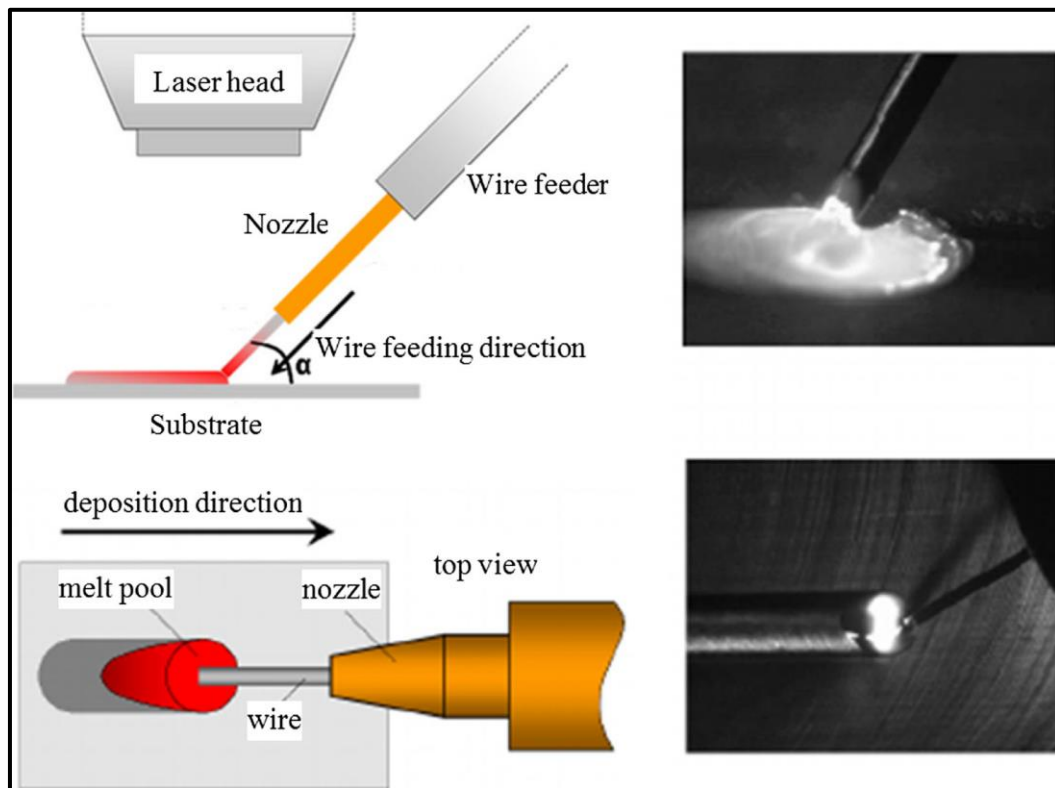 Laser head
Wire feeder
Nozzle
Wire feeding direction
α
Substrate
deposition direction
top view
melt pool
nozzle
wire